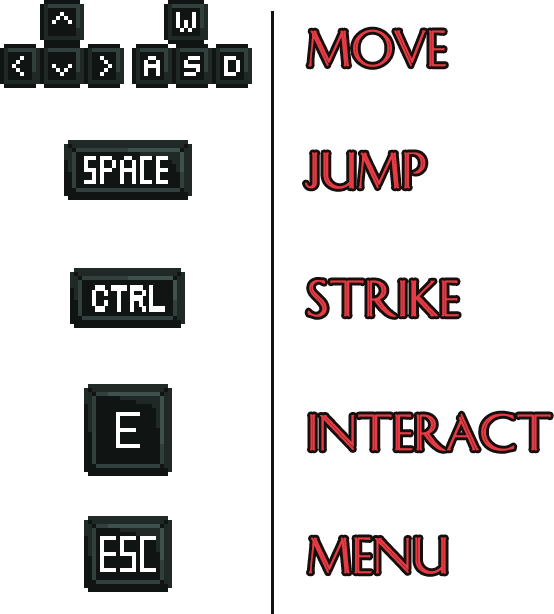 ^ W MOVE
< ⌄ > A S D
SPACE JUMP
CTRL STRIKE
E INTERACT
ESC MENU